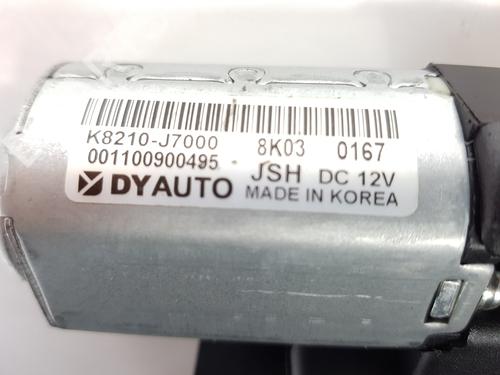 K8210-J7000 8K03 0167
001100900495 JSH DC 12V
DYAUTO MADE IN KOREA